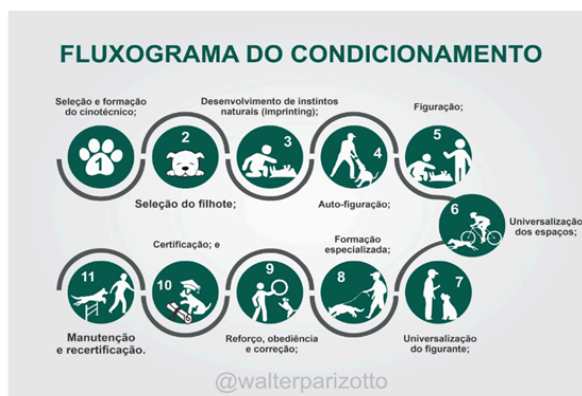 FLUXOGRAMA DO CONDICIONAMENTO
Seleção e formação
do cinotécnico;
1
2
Seleção do filhote;
Desenvolvimento de instintos
naturais (imprinting);
3
4
Auto-figuração;
Figuração;
5
6
Universalização
dos espaços;
7
Universalização
do figurante;
Formação
especializada;
8
9
Reforço, obediência
e correção;
Certificação; e
10
11
Manutenção
e recertificação.
@walterparizotto